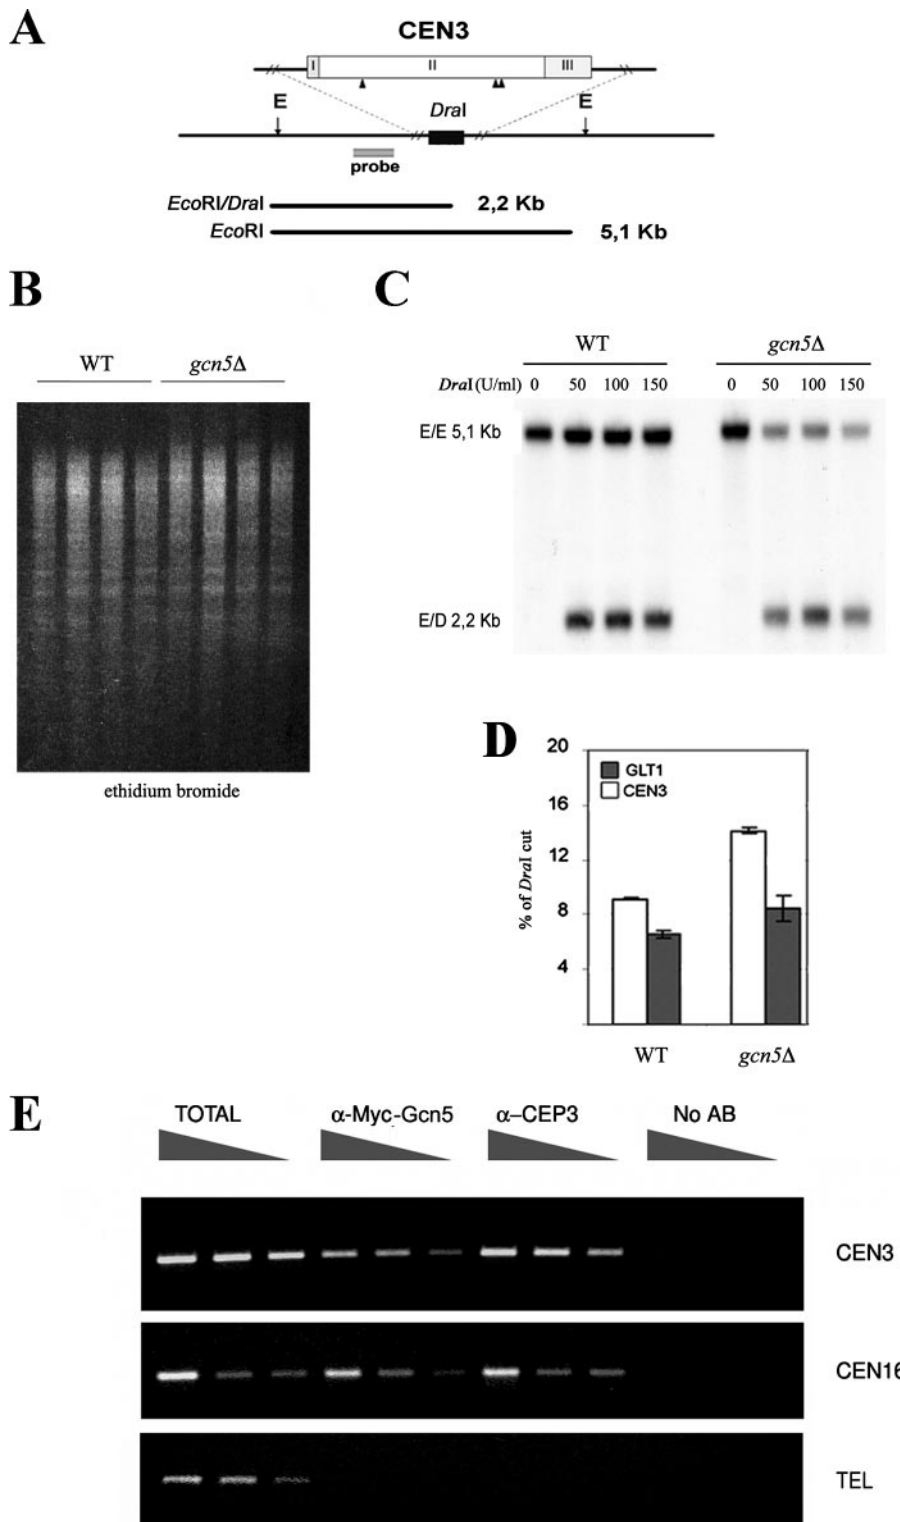 A
CEN3
I II III
E DraI E
probe
EcoRI/DraI 2,2 Kb
EcoRI 5,1 Kb
B
WT gcn5Δ
ethidium bromide
C
WT gcn5Δ
DraI (U/ml) 0 50 100 150 0 50 100 150
E/E 5,1 Kb
E/D 2,2 Kb
D
% of DraI cut
20
16
12
8
4
GLT1
CEN3
WT gcn5Δ
E
TOTAL α-Myc-Gcn5 α–CEP3 No AB
CEN3
CEN16
TEL